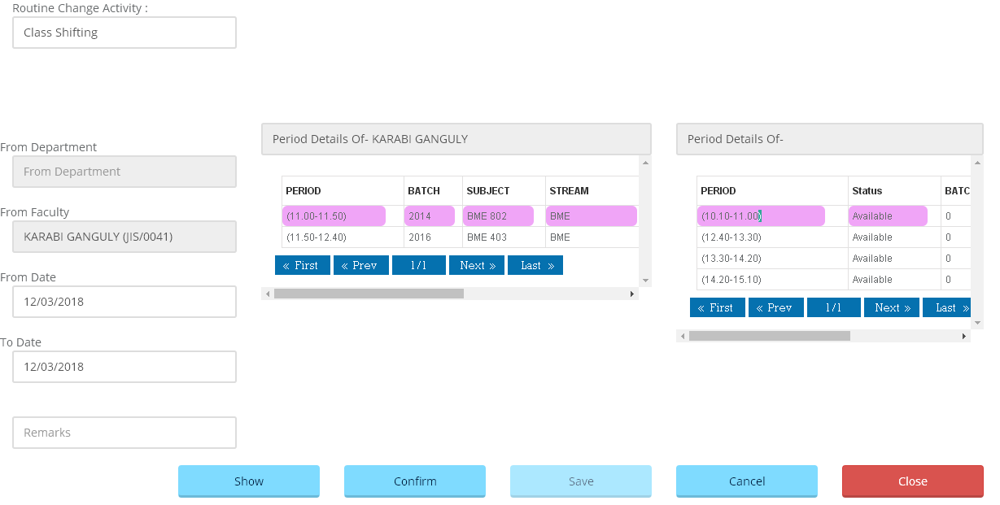 Routine Change Activity :
Class Shifting
From Department
From Department
From Faculty
KARABI GANGULY (JIS/0041)
From Date
12/03/2018
To Date
12/03/2018
Remarks
Period Details Of- KARABI GANGULY
PERIOD BATCH SUBJECT STREAM
(11.00-11.50) 2014 BME 802 BME
(11.50-12.40) 2016 BME 403 BME
« First « Prev 1/1 Next » Last »
Period Details Of-
PERIOD Status BATC
(10.10-11.00) Available 0
(12.40-13.30) Available 0
(13.30-14.20) Available 0
(14.20-15.10) Available 0
« First « Prev 1/1 Next » Last »
Show Confirm Save Cancel Close